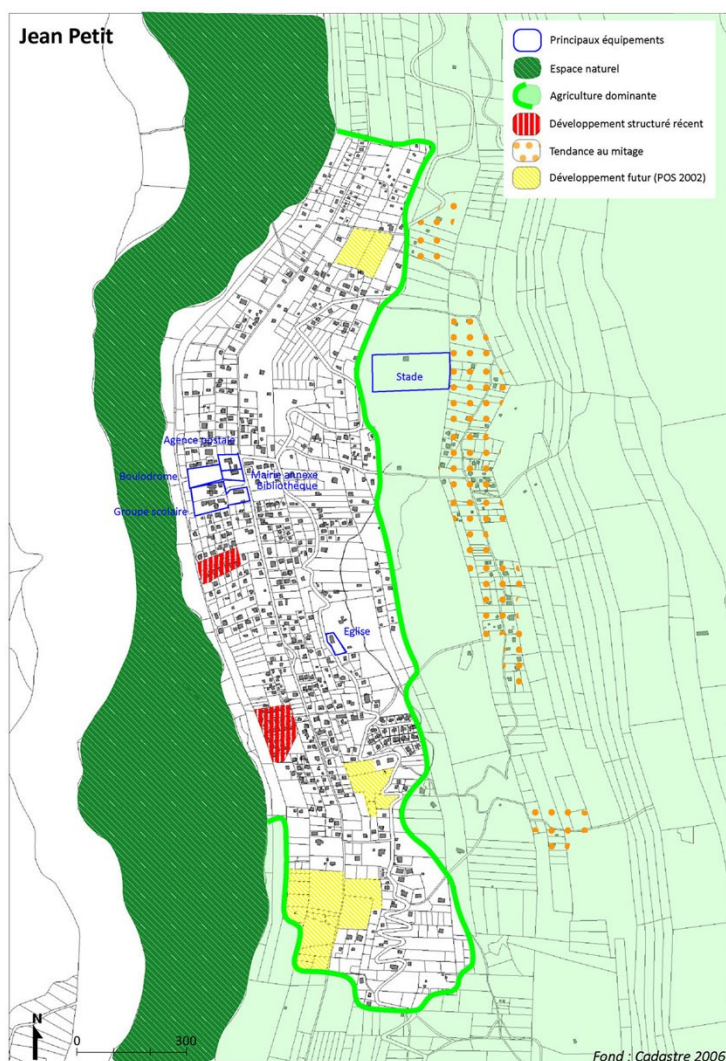 Jean Petit
Principaux équipements
Espace naturel
Agriculture dominante
Développement structuré récent
Tendance au mitage
Développement futur (POS 2002)
Stade
Agence postale
Boulodrome
Mairie annexe
Bibliothèque
Groupe scolaire
Eglise
N
0
300
Fond : Cadastre 2006